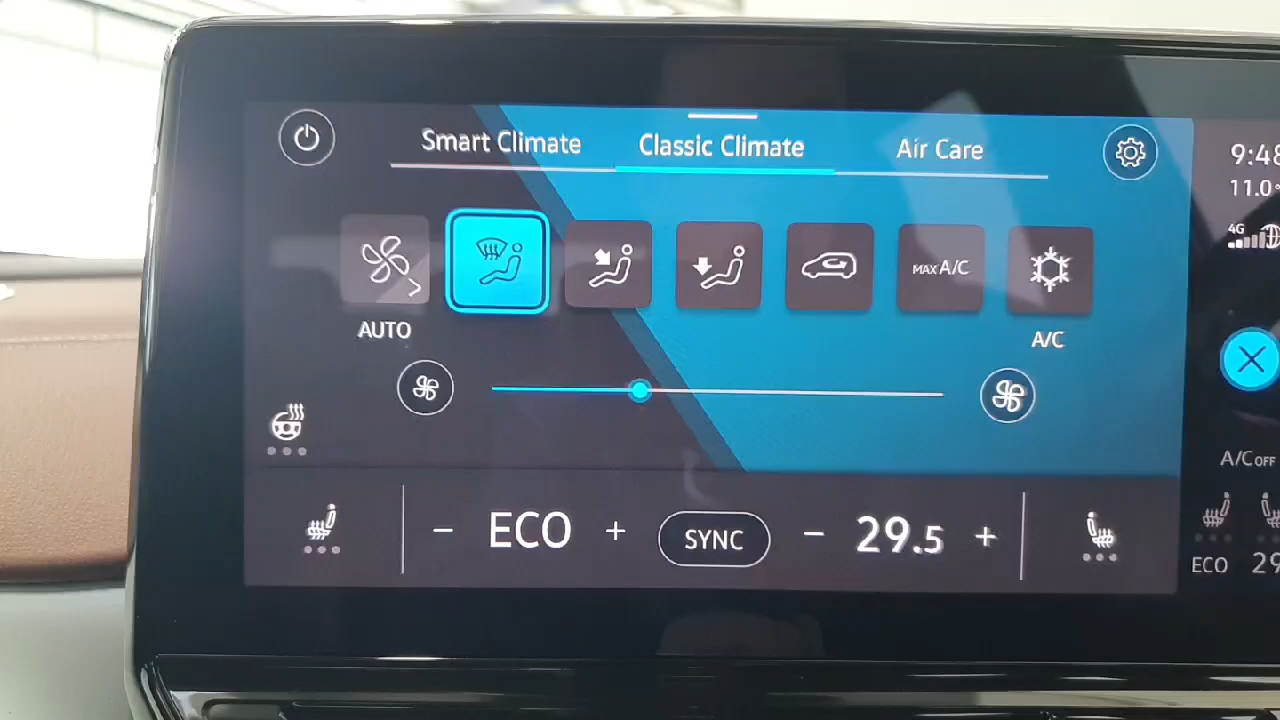 Smart Climate Classic Climate Air Care
9:48
11.0
4G
MAX A/C
AUTO A/C
A/C OFF
− ECO + SYNC − 29.5 +
ECO 29